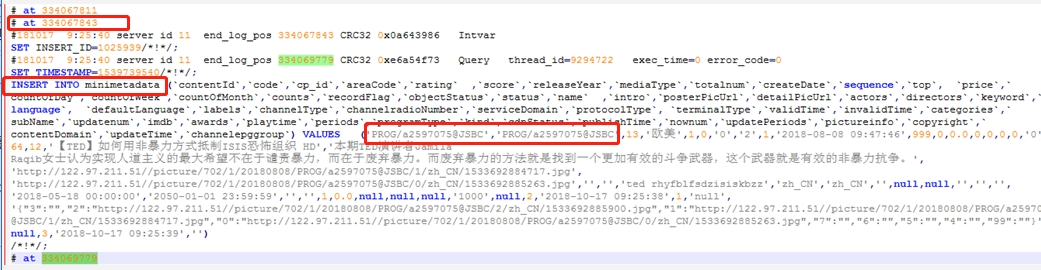 # at 334067811
# at 334067843
#181017  9:25:40 server id 11  end_log_pos 334067843 CRC32 0x0a643986   Intvar
SET INSERT_ID=1025939/*!*/;
#181017  9:25:40 server id 11  end_log_pos 334069779 CRC32 0x6e6a54f73   Query   thread_id=9294722   exec_time=0 error_code=0
SET TIMESTAMP=1539739540/*!*/;
INSERT INTO minimetadata (`contentId`,`code`,`cp_id`,`areaCode`,`rating`  ,`score`,`releaseYear`,`mediaType`,`totalnum`,`createDate`,`sequence`,`top`,  `price`,`
countOfDay`,`countOfWeek`,`countOfMonth`,`counts`,`recordFlag`,`objectStatus`,`status`,`name`  ,`intro`,`posterPicUrl`,`detailPicUrl`,`actors`,`directors`,`keyword`,`
language`,  `defaultLanguage`,`labels`,`channelType`,`channelradioNumber`,`serviceDomain`,`protocolType`,  `terminalType`,`validTime`,`invalidTime`,`categories`,`
subName`,`updatenum`,`imdb`,`awards`,`playtime`,`periods`,`programType`,`kind`,`cdnStatus`,`publishTime`,`nownum`,`updatePeriods`,`pictureinfo`,`copyright`,`
contentDomain`,`updateTime`,`channelepggroup`) VALUES   ('PROG/a2597075@JSBC','PROG/a2597075@JSBC',13,'欧美',1,0,'0','2',1,'2018-08-08 09:47:46',999,0,0.0,0,0,0,0,'0'
64,12,'【TED】如何用非暴力方式抵制ISIS恐怖组织 HD','本期TED演讲者Jamila
Raqib女士认为实现人道主义的最大希望不在于谴责暴力，而在于废弃暴力。而废弃暴力的方法就是找到一个更加有效的斗争武器，这个武器就是有效的非暴力抗争。',
'http://122.97.211.51//picture/702/1/20180808/PROG/a2597075@JSBC/1/zh_CN/1533692884717.jpg',
'http://122.97.211.51//picture/702/1/20180808/PROG/a2597075@JSBC/0/zh_CN/1533692885263.jpg','','','ted rhyfblfsdzisiskbzz','zh_CN','zh_CN','',null,null,'','','',
'2018-05-18 00:00:00','2050-01-01 23:59:59','','',1,0.0,null,null,null,'1000',null,2,'2018-10-17 09:25:38',1,'null',
'{"3":"","2":"http://122.97.211.51//picture/702/1/20180808/PROG/a2597075@JSBC/2/zh_CN/1533692885900.jpg","1":"http://122.97.211.51//picture/702/1/20180808/PROG/a259707
@JSBC/1/zh_CN/1533692884717.jpg","0":"http://122.97.211.51//picture/702/1/20180808/PROG/a2597075@JSBC/0/zh_CN/1533692885263.jpg","7":"","6":"","5":"","4":"","99":""}'
null,3,'2018-10-17 09:25:39','')
/*!*/;
# at 334069779